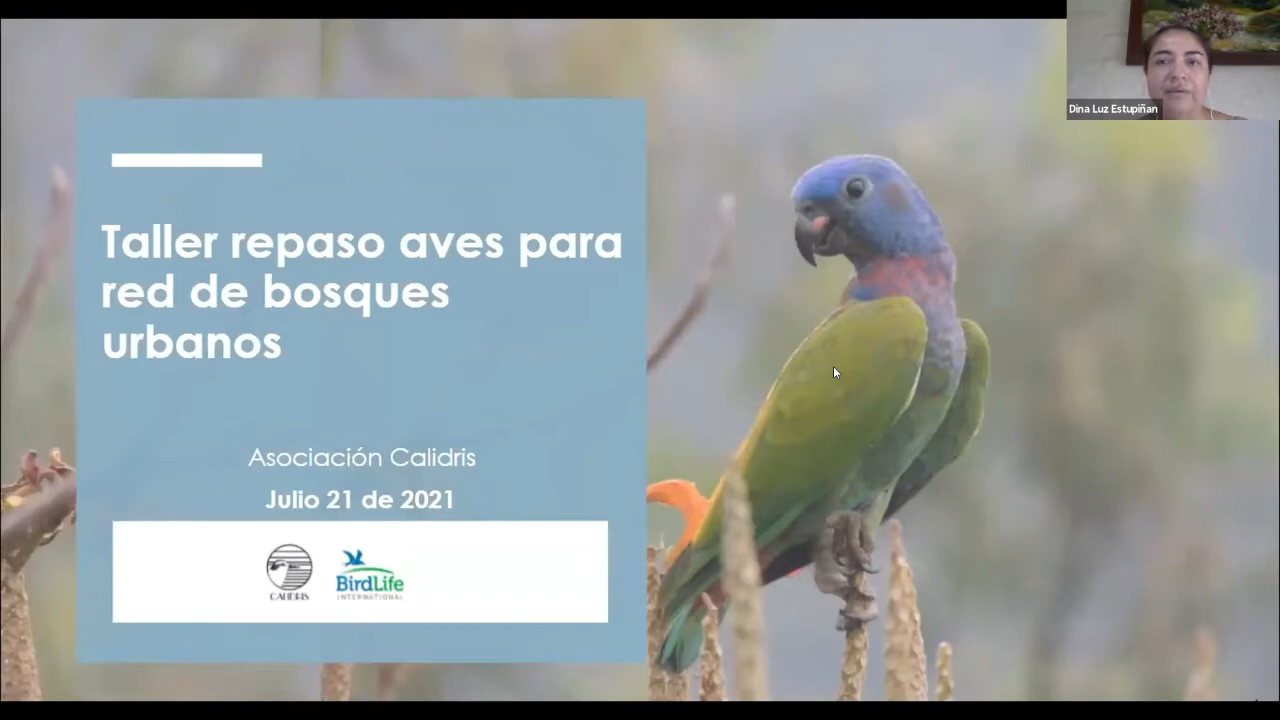 Dina Luz Estupiñan
Taller repaso aves para
red de bosques
urbanos
Asociación Calidris
Julio 21 de 2021
CALIDRIS
BirdLife
INTERNATIONAL